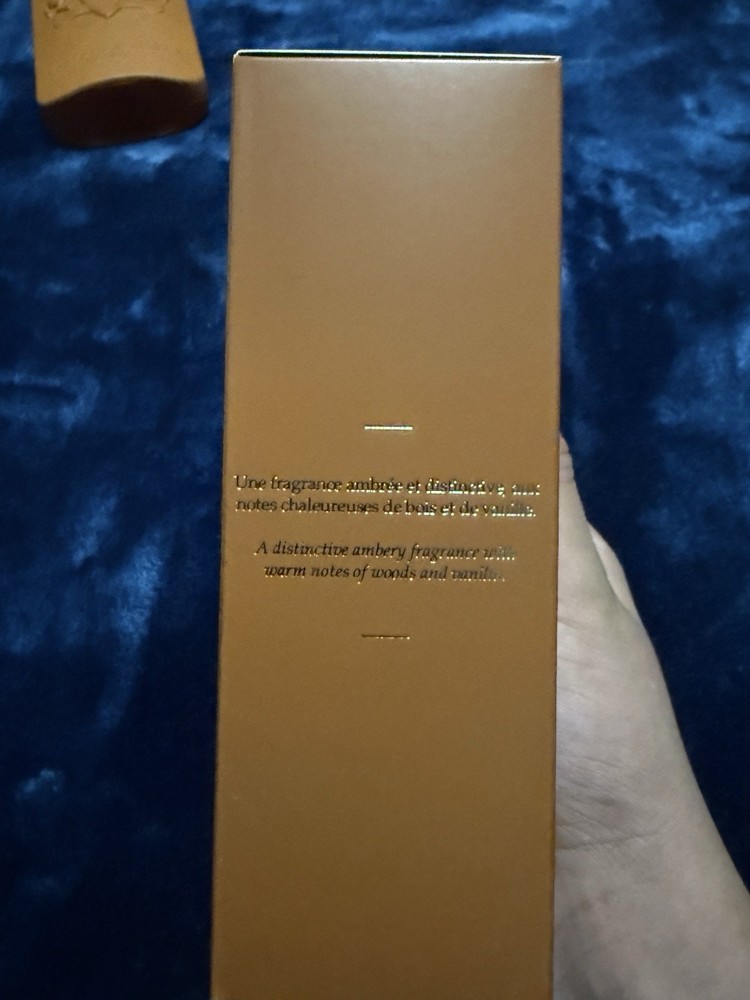 Une fragrance ambrée et distinctive, aux
notes chaleureuses de bois et de vanille.
A distinctive ambery fragrance with
warm notes of woods and vanilla.